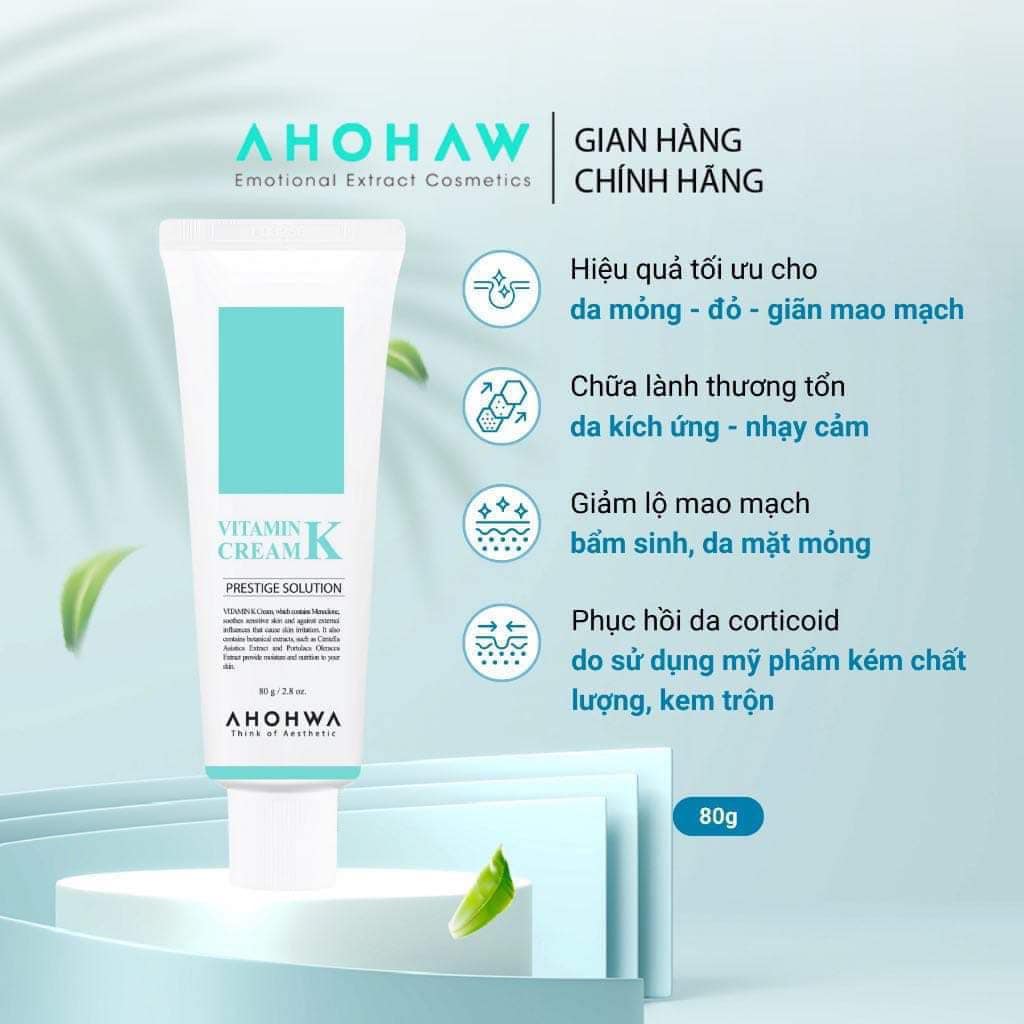 AHOHAW
Emotional Extract Cosmetics
GIAN HÀNG
CHÍNH HÃNG
Hiệu quả tối ưu cho
da mỏng - đỏ - giãn mao mạch
Chữa lành thương tổn
da kích ứng - nhạy cảm
Giảm lộ mao mạch
bẩm sinh, da mặt mỏng
Phục hồi da corticoid
do sử dụng mỹ phẩm kém chất
lượng, kem trộn
80g
VITAMIN K
CREAM
PRESTIGE SOLUTION
VITAMIN K Cream, which contains Menadione,
soothes sensitive skin and against external
influences that cause skin irritation. It also
contains botanical extracts, such as Centella
Asiatica Extract and Portulaca Oleracea
Extract provide moisture and nutrition to your
skin.
80 g / 2.8 oz.
AHOHWA
Think of Aesthetic